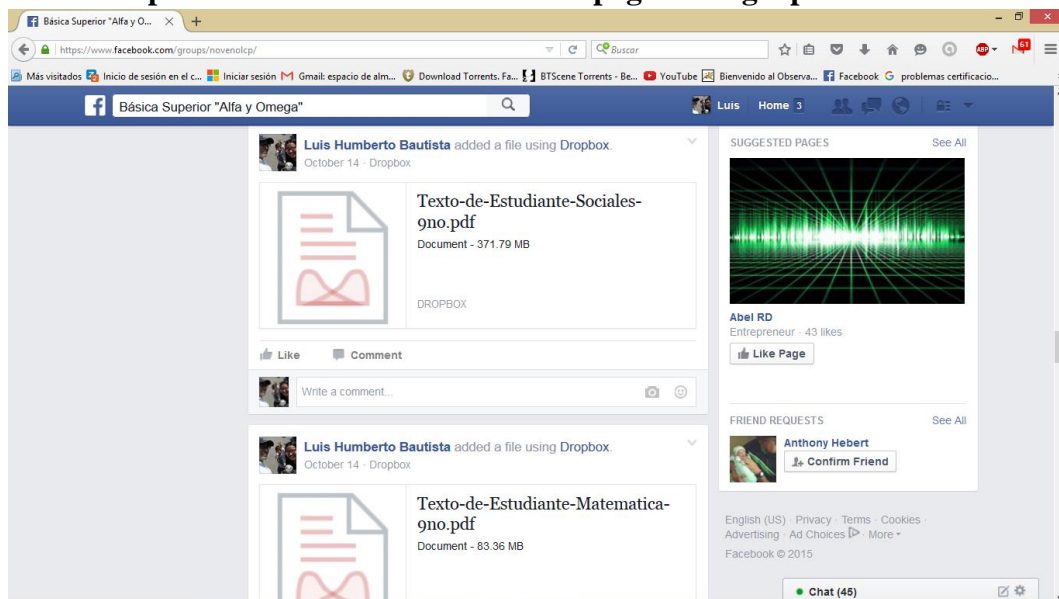 Básica Superior "Alfa y O...
https://www.facebook.com/groups/novenolcp/
Buscar
ABP
61
Más visitados
Inicio de sesión en el c...
Iniciar sesión
Gmail: espacio de alm...
Download Torrents. Fa...
BTScene Torrents - Be...
YouTube
Bienvenido al Observa...
Facebook
problemas certificacio...
Básica Superior "Alfa y Omega"
Luis Home 3
Luis Humberto Bautista added a file using Dropbox.
October 14 · Dropbox
Texto-de-Estudiante-Sociales-
9no.pdf
Document - 371.79 MB
DROPBOX
Like Comment
Write a comment...
Luis Humberto Bautista added a file using Dropbox.
October 14 · Dropbox
Texto-de-Estudiante-Matematica-
9no.pdf
Document - 83.36 MB
SUGGESTED PAGES See All
Abel RD
Entrepreneur · 43 likes
Like Page
FRIEND REQUESTS See All
Anthony Hebert
Confirm Friend
English (US) · Privacy · Terms · Cookies ·
Advertising · Ad Choices · More
Facebook © 2015
Chat (45)